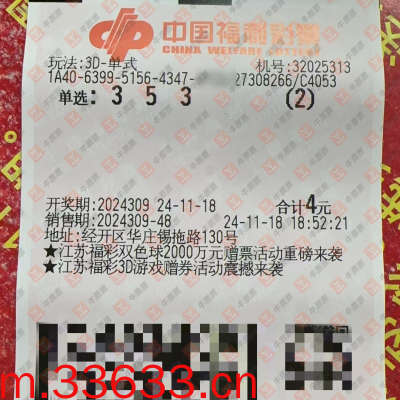 中国福利彩票
CHINA WELFARE LOTTERY
玩法:3D-单式 机号:32025313
1A40-6399-5156-4347- 27308266/C4053
单选: 3 5 3 (2)
开奖期:2024309 24-11-18 合计4元
销售期:2024309-48 24-11-18 18:52:21
地址:经开区华庄锡拖路130号
★江苏福彩双色球2000万元赠票活动重磅来袭
★江苏福彩3D游戏赠券活动震撼来袭
m.33633.cn